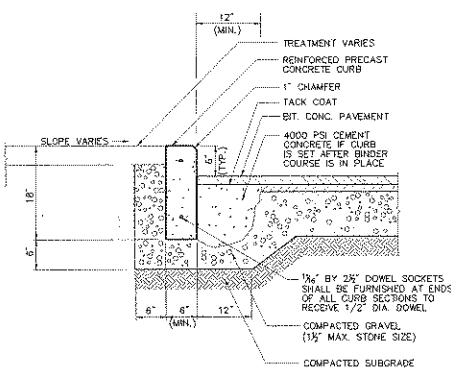 12"
(MIN.)
TREATMENT VARIES
REINFORCED PRECAST
CONCRETE CURB
1" CHAMFER
TACK COAT
BIT. CONC. PAVEMENT
4000 PSI CEMENT
CONCRETE IF CURB
IS SET AFTER BINDER
COURSE IS IN PLACE
SLOPE VARIES
6"
(TYP.)
18"
6"
6"
6"
(MIN.)
12"
BY 2½" DOWEL SOCKETS
SHALL BE FURNISHED AT ENDS
OF ALL CURB SECTIONS TO
RECEIVE 1/2" DIA. DOWEL
COMPACTED GRAVEL
(1½" MAX. STONE SIZE)
COMPACTED SUBGRADE